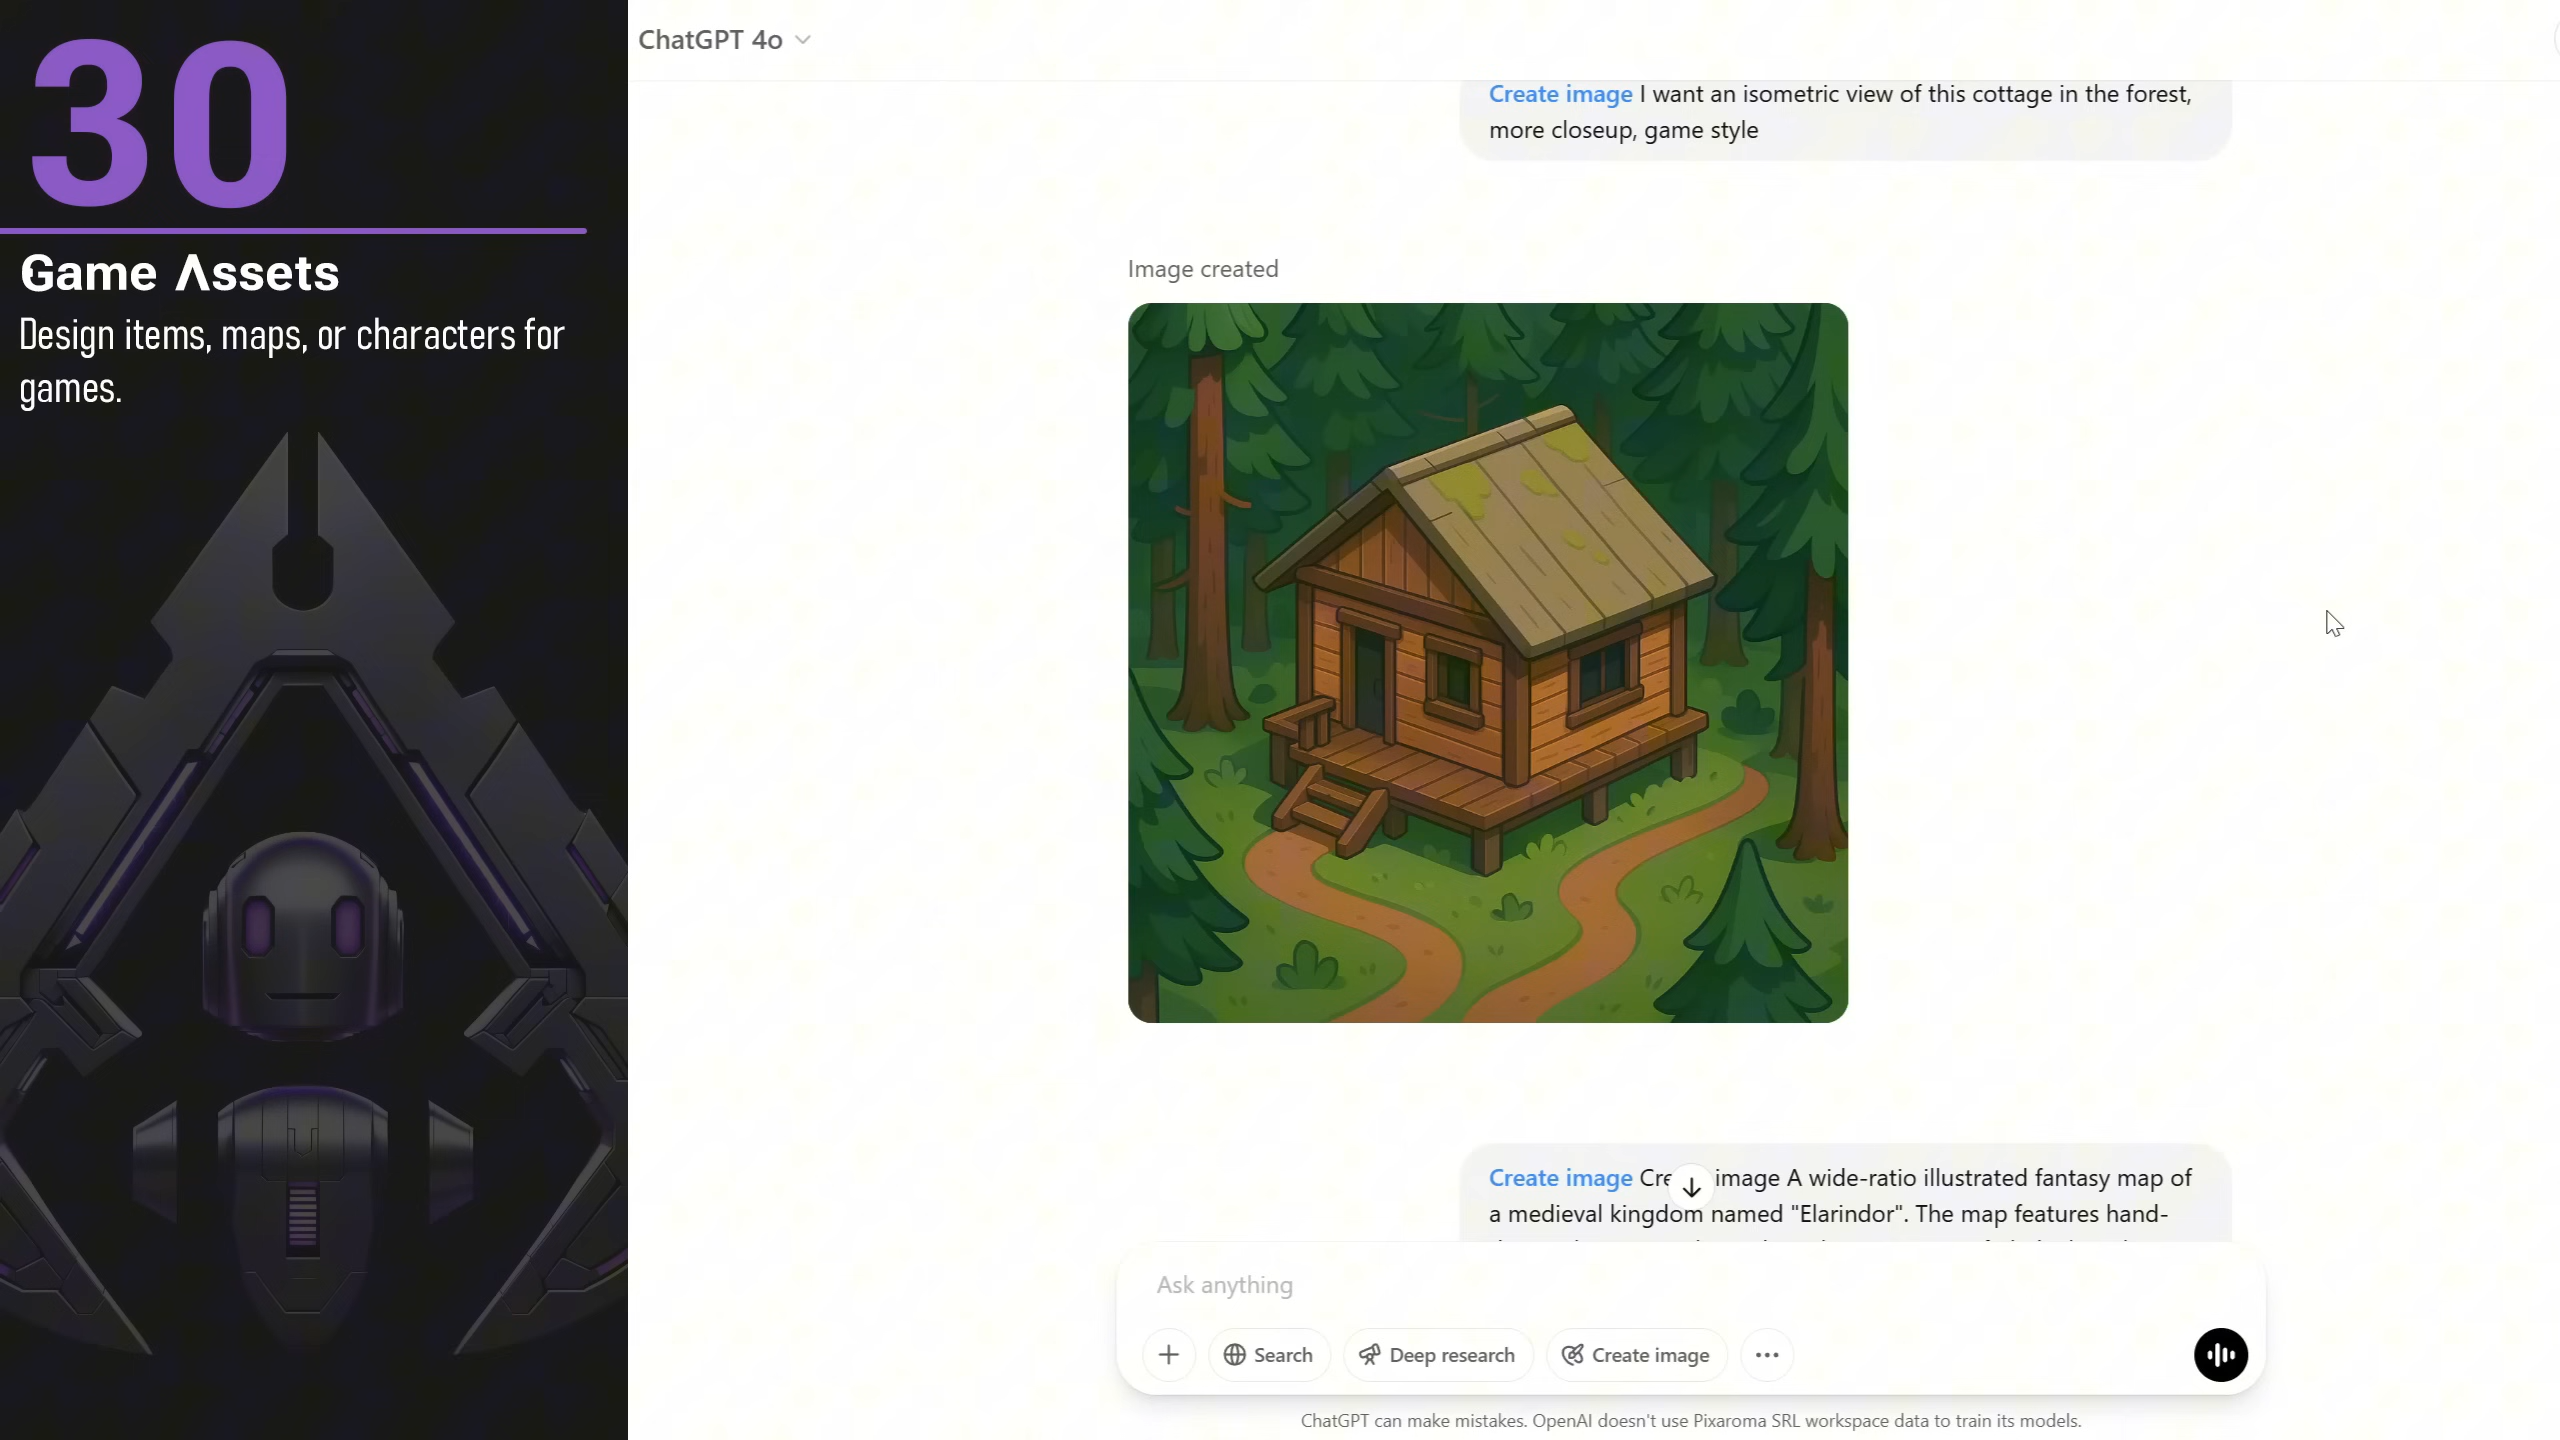 30
Game Assets
Design items, maps, or characters for
games.
ChatGPT 4o
Create image I want an isometric view of this cottage in the forest,
more closeup, game style
Image created
Create image Cre image A wide-ratio illustrated fantasy map of
a medieval kingdom named "Elarindor". The map features hand-
Ask anything
Search
Deep research
Create image
ChatGPT can make mistakes. OpenAI doesn't use Pixaroma SRL workspace data to train its models.